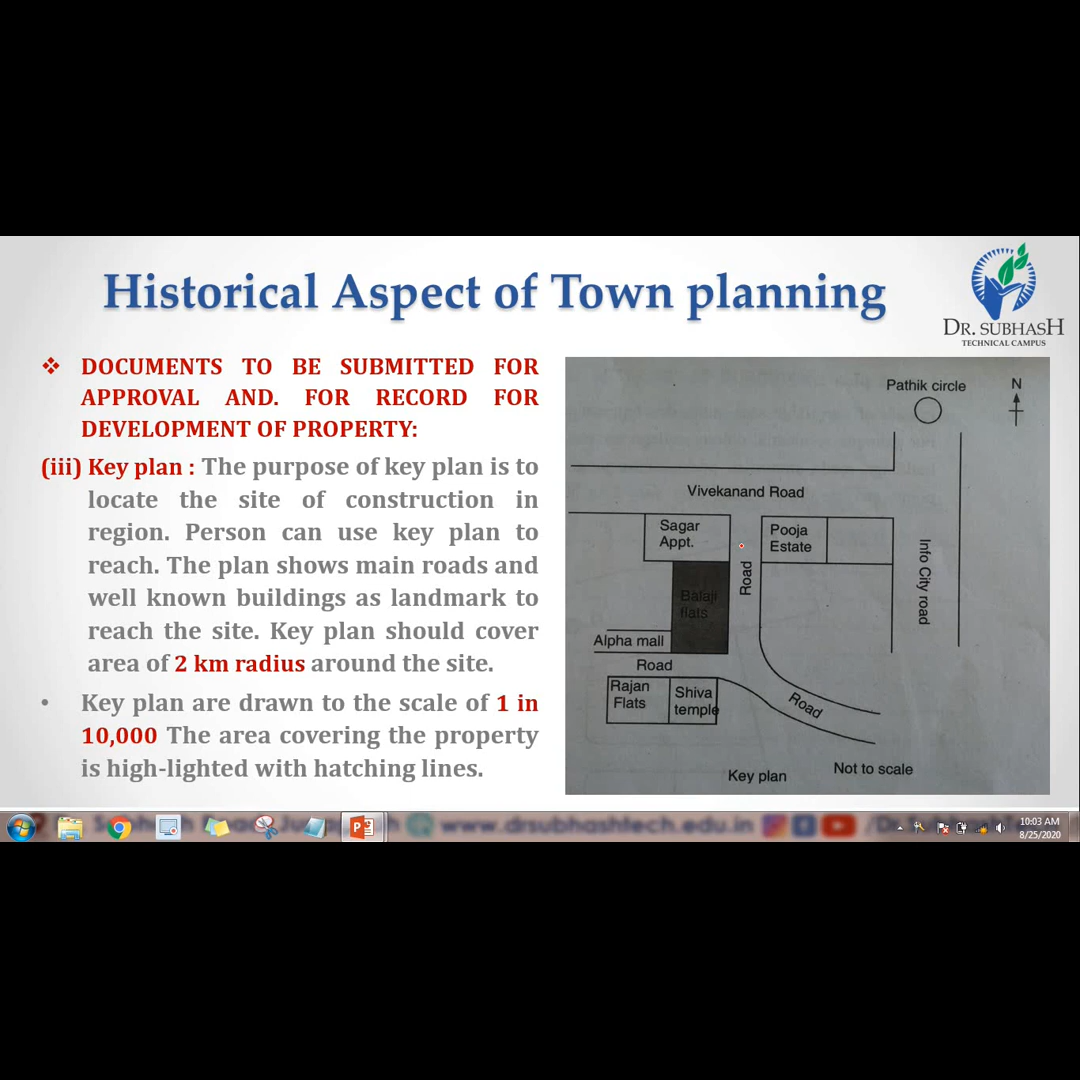 Historical Aspect of Town planning
DR. SUBHASH
TECHNICAL CAMPUS
❖ DOCUMENTS TO BE SUBMITTED FOR
APPROVAL AND. FOR RECORD FOR
DEVELOPMENT OF PROPERTY:
(iii) Key plan : The purpose of key plan is to
locate the site of construction in
region. Person can use key plan to
reach. The plan shows main roads and
well known buildings as landmark to
reach the site. Key plan should cover
area of 2 km radius around the site.
• Key plan are drawn to the scale of 1 in
10,000 The area covering the property
is high-lighted with hatching lines.
Pathik circle
N
Vivekanand Road
Sagar
Appt.
Pooja
Estate
Road
Info City road
Balaji
flats
Alpha mall
Road
Rajan
Flats
Shiva
temple
Road
Key plan
Not to scale
www.drsubhashtech.edu.in
10:03 AM
8/25/2020